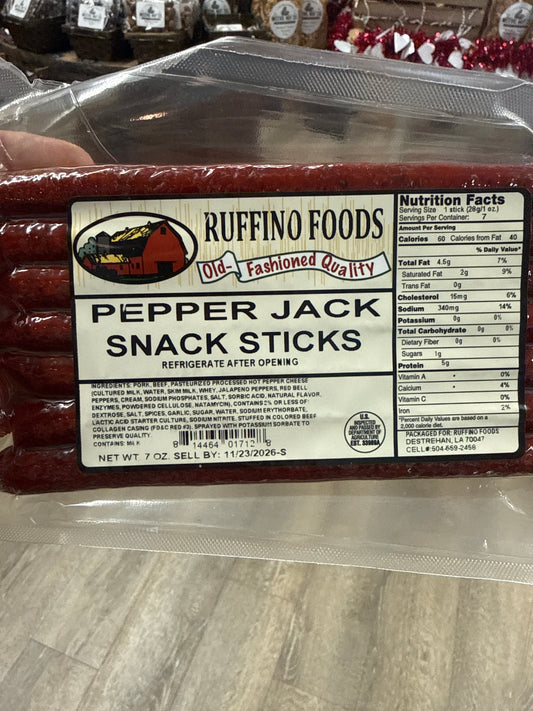 RUFFINO FOODS
Old-Fashioned Quality
PEPPER JACK
SNACK STICKS
REFRIGERATE AFTER OPENING
INGREDIENTS: PORK, BEEF, PASTEURIZED PROCESSED HOT PEPPER CHEESE
CULTURED MILK, WATER, SKIM MILK, WHEY, JALAPENO PEPPERS, RED BELL
PEPPERS, CREAM, SODIUM PHOSPHATES, SALT, SORBIC ACID, NATURAL FLAVOR,
ENZYMES, POWDERED CELLULOSE, NATAMYCIN), CONTAINS 2% OR LESS OF:
DEXTROSE, SALT, SPICES, GARLIC, SUGAR, WATER, SODIUM ERYTHORBATE,
LACTIC ACID STARTER CULTURE, SODIUM NITRITE. STUFFED IN COLORED BEEF
COLLAGEN CASING (FD&C RED #3). SPRAYED WITH POTASSIUM SORBATE TO
PRESERVE QUALITY
CONTAINS: MILK
8 14464 01712 8
NET WT. 7 OZ. SELL BY: 11/23/2026-S
U.S.
INSPECTED
AND PASSED BY
DEPARTMENT OF
AGRICULTURE
Nutrition Facts
Serving Size 1 stick (28g/1 oz.)
Servings Per Container: 7
Amount Per Serving
Calories 60 Calories from Fat 40
% Daily Value*
Total Fat 4.5g 7%
Saturated Fat 2g 9%
Trans Fat 0g
Cholesterol 15mg 6%
Sodium 340mg 14%
Potassium 0g 0%
Total Carbohydrate 0g 0%
Dietary Fiber 0g 0%
Sugars 1g
Protein 5g
Vitamin A • 0%
Calcium • 4%
Vitamin C 0%
Iron 2%
*Percent Daily Values are based on a
2,000 calorie diet.
PACKAGED FOR: RUFFINO FOODS
DESTREHAN, LA 70047
CELL#:504-559-2458